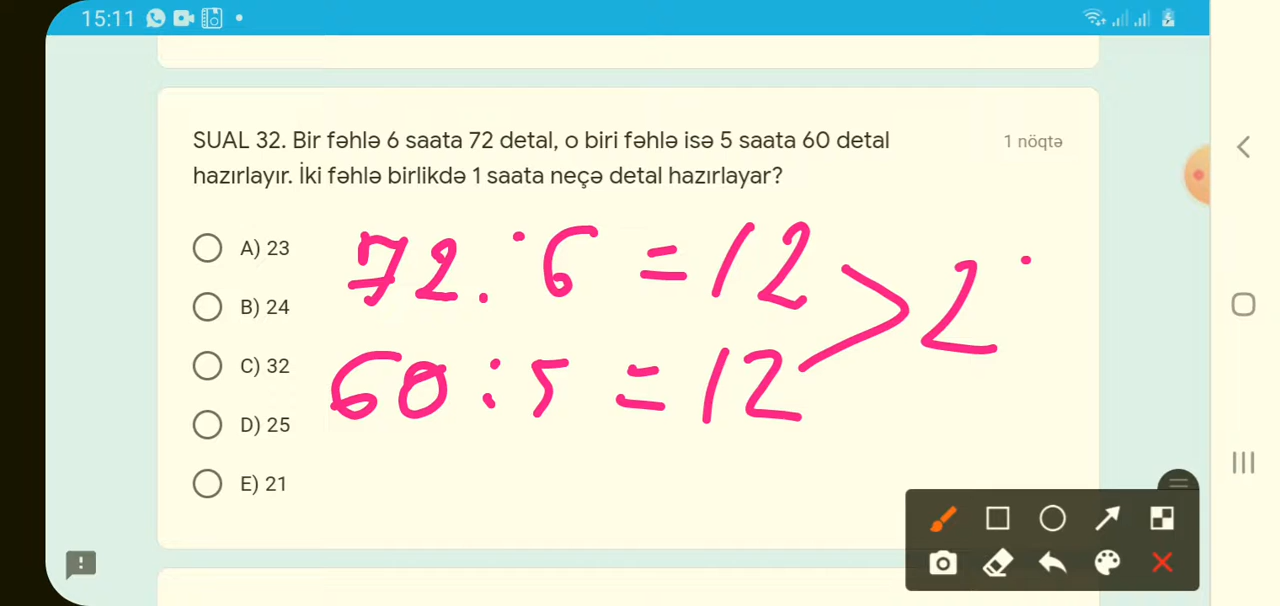 15:11
SUAL 32. Bir fəhlə 6 saata 72 detal, o biri fəhlə isə 5 saata 60 detal
1 nöqtə
hazırlayır. İki fəhlə birlikdə 1 saata neçə detal hazırlayar?
A) 23
B) 24
C) 32
D) 25
E) 21
72 : 6 = 12
60 : 5 = 12
> 2